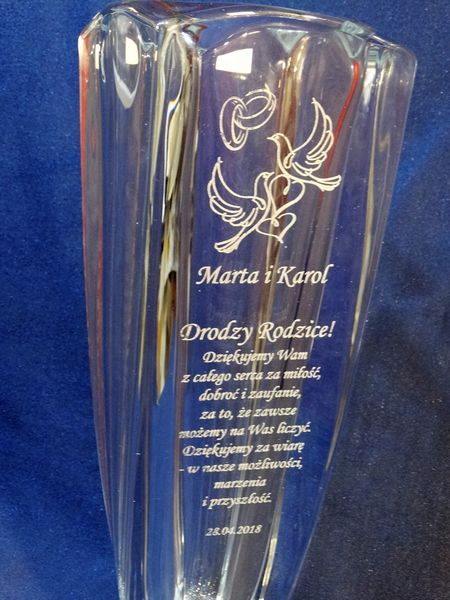 Marta i Karol
Drodzy Rodzice!
Dziękujemy Wam
z całego serca za miłość,
dobroć i zaufanie,
za to, że zawsze
możemy na Was liczyć.
Dziękujemy za wiarę
- w nasze możliwości,
marzenia
i przyszłość.
28.04.2018